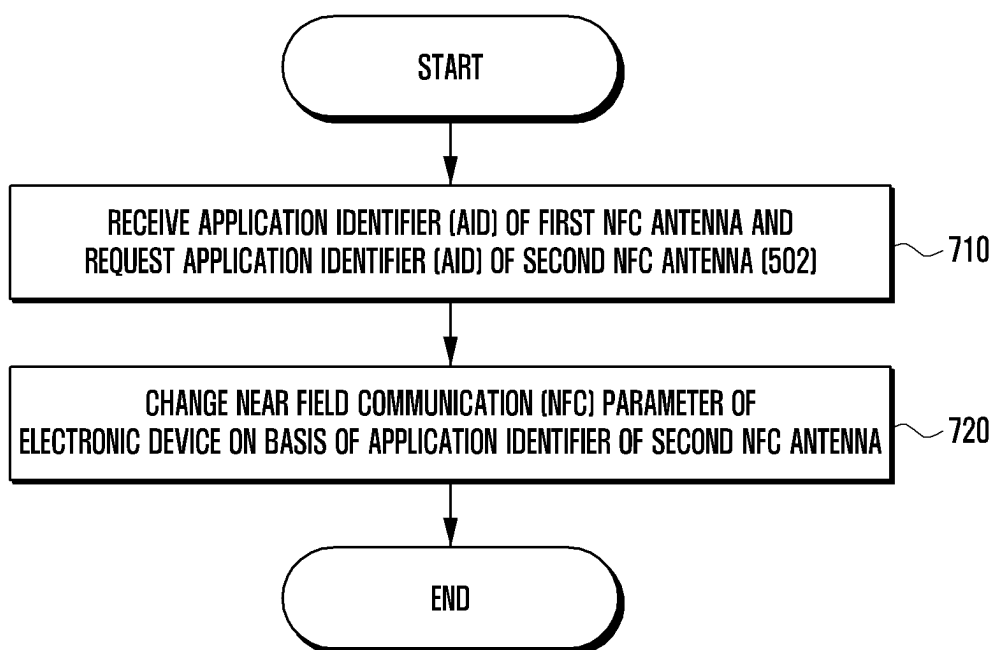 START
RECEIVE APPLICATION IDENTIFIER (AID) OF FIRST NFC ANTENNA AND
REQUEST APPLICATION IDENTIFIER (AID) OF SECOND NFC ANTENNA (502)
710
CHANGE NEAR FIELD COMMUNICATION (NFC) PARAMETER OF
ELECTRONIC DEVICE ON BASIS OF APPLICATION IDENTIFIER OF SECOND NFC ANTENNA
720
END